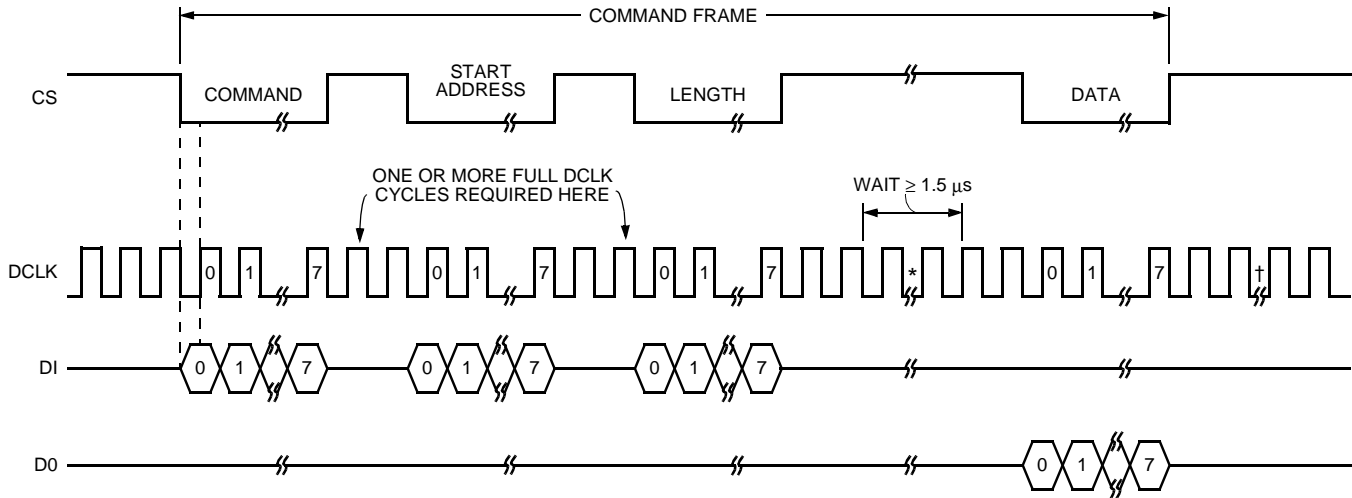 COMMAND FRAME
CS
COMMAND
START
ADDRESS
LENGTH
DATA
ONE OR MORE FULL DCLK
CYCLES REQUIRED HERE
WAIT ≥ 1.5 μs
DCLK
0 1 7 0 1 7 0 1 7 * 0 1 7 †
DI
0 1 7 0 1 7 0 1 7
D0
0 1 7